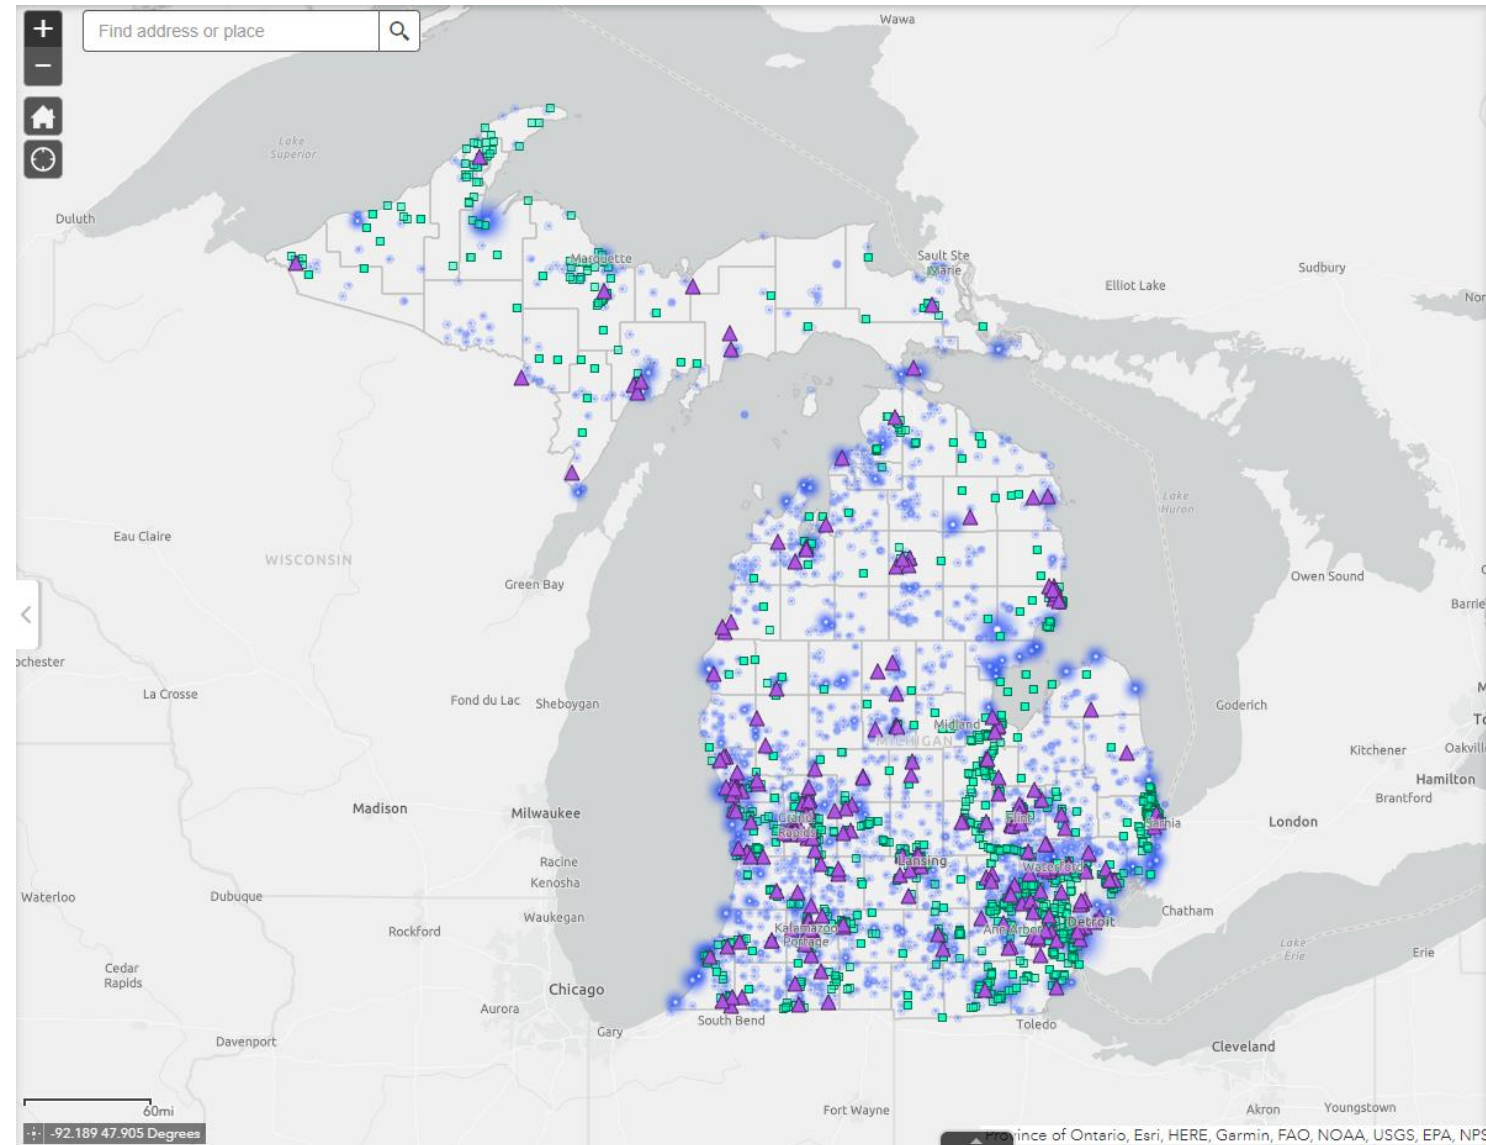 +
Find address or place
−
Wawa
Lake
Superior
Duluth
Marquette
Sault Ste
Marie
Sudbury
Elliot Lake
Nor
Eau Claire
WISCONSIN
Green Bay
Lake
Huron
Owen Sound
Barrie
ochester
La Crosse
Fond du Lac
Sheboygan
Midland
MICHIGAN
Goderich
To
Kitchener
Oakville
Hamilton
Brantford
Madison
Milwaukee
Grand
Rapids
Flint
Sarnia
London
Racine
Kenosha
Lansing
Waterford
Waterloo
Dubuque
Waukegan
Rockford
Kalamazoo
Portage
Ann Arbor
Detroit
Chatham
Lake
Erie
Erie
Cedar
Rapids
Chicago
Aurora
Gary
South Bend
Toledo
Davenport
Cleveland
60mi
Fort Wayne
Akron
Youngstown
-92.189 47.905 Degrees
Province of Ontario, Esri, HERE, Garmin, FAO, NOAA, USGS, EPA, NPS